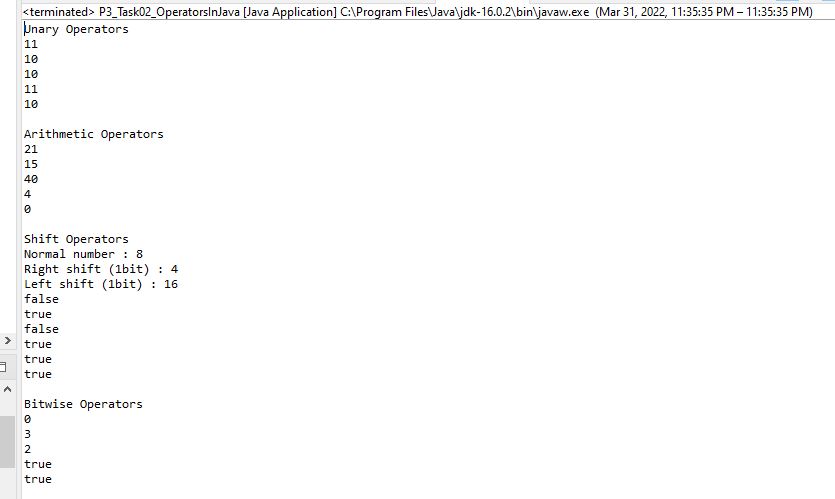 <terminated> P3_Task02_OperatorsInJava [Java Application] C:\Program Files\Java\jdk-16.0.2\bin\javaw.exe (Mar 31, 2022, 11:35:35 PM – 11:35:35 PM)
Unary Operators
11
10
10
11
10
Arithmetic Operators
21
15
40
4
0
Shift Operators
Normal number : 8
Right shift (1bit) : 4
Left shift (1bit) : 16
false
true
false
true
true
true
Bitwise Operators
0
3
2
true
true